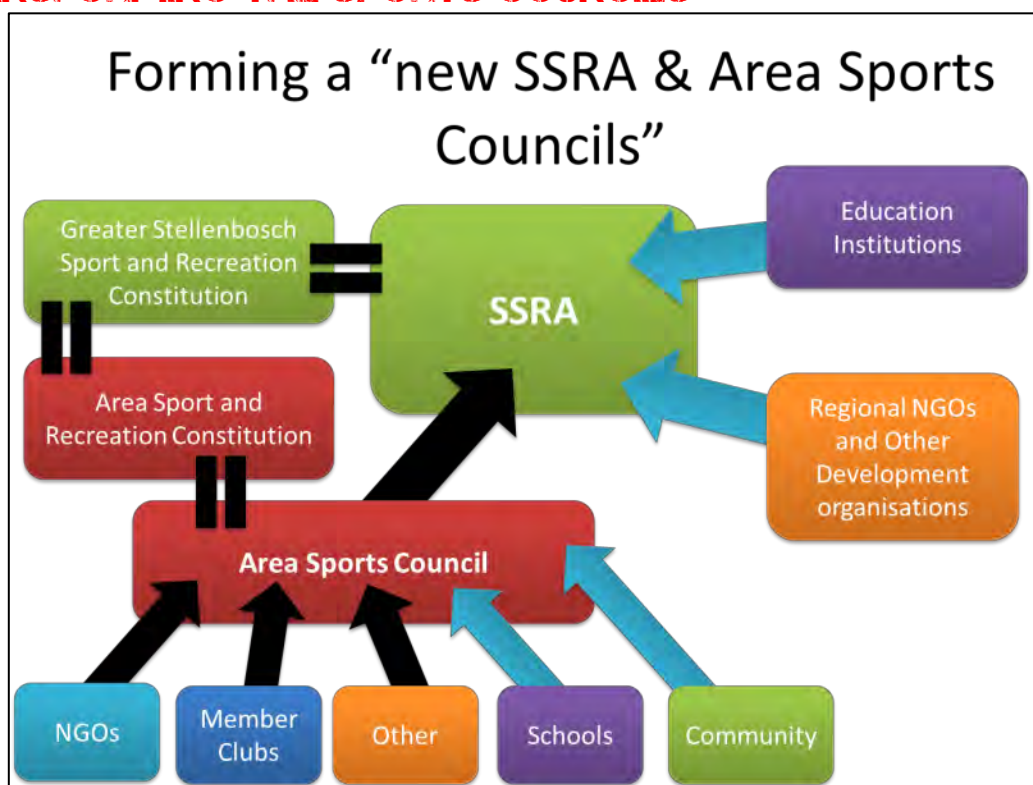 Forming a “new SSRA & Area Sports
Councils”
Greater Stellenbosch
Sport and Recreation
Constitution
SSRA
Education
Institutions
Area Sport and
Recreation Constitution
Regional NGOs
and Other
Development
organisations
Area Sports Council
NGOs
Member
Clubs
Other
Schools
Community